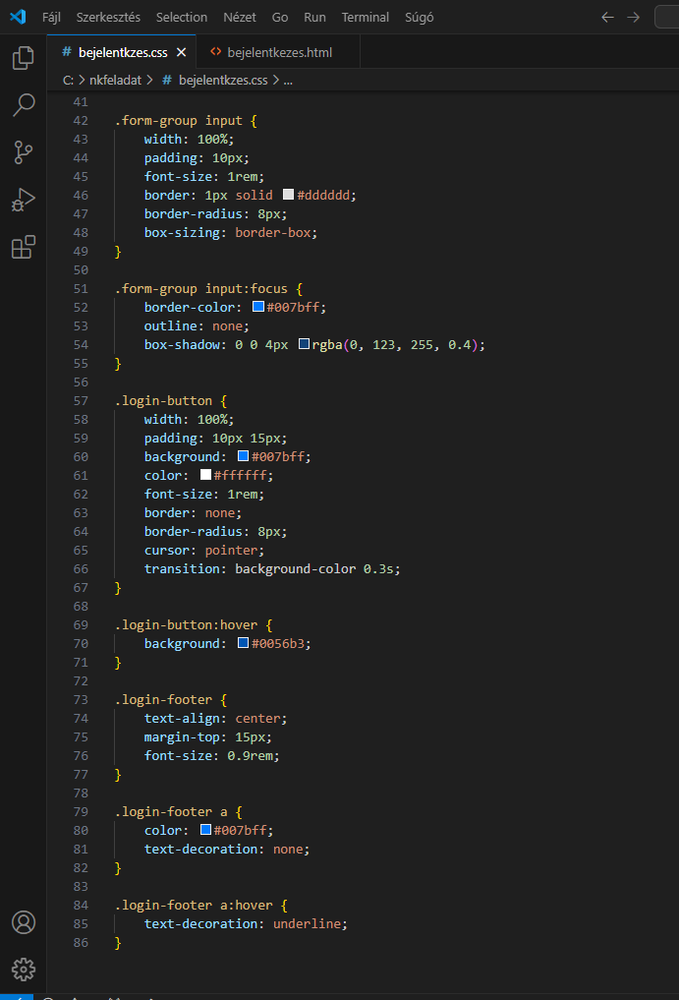 Fájl Szerkesztés Selection Nézet Go Run Terminal Súgó
# bejelentkzes.css × <> bejelentkezes.html
C: > nkfeladat > # bejelentkzes.css > ...
41
42 .form-group input {
43 width: 100%;
44 padding: 10px;
45 font-size: 1rem;
46 border: 1px solid #dddddd;
47 border-radius: 8px;
48 box-sizing: border-box;
49 }
50
51 .form-group input:focus {
52 border-color: #007bff;
53 outline: none;
54 box-shadow: 0 0 4px rgba(0, 123, 255, 0.4);
55 }
56
57 .login-button {
58 width: 100%;
59 padding: 10px 15px;
60 background: #007bff;
61 color: #ffffff;
62 font-size: 1rem;
63 border: none;
64 border-radius: 8px;
65 cursor: pointer;
66 transition: background-color 0.3s;
67 }
68
69 .login-button:hover {
70 background: #0056b3;
71 }
72
73 .login-footer {
74 text-align: center;
75 margin-top: 15px;
76 font-size: 0.9rem;
77 }
78
79 .login-footer a {
80 color: #007bff;
81 text-decoration: none;
82 }
83
84 .login-footer a:hover {
85 text-decoration: underline;
86 }